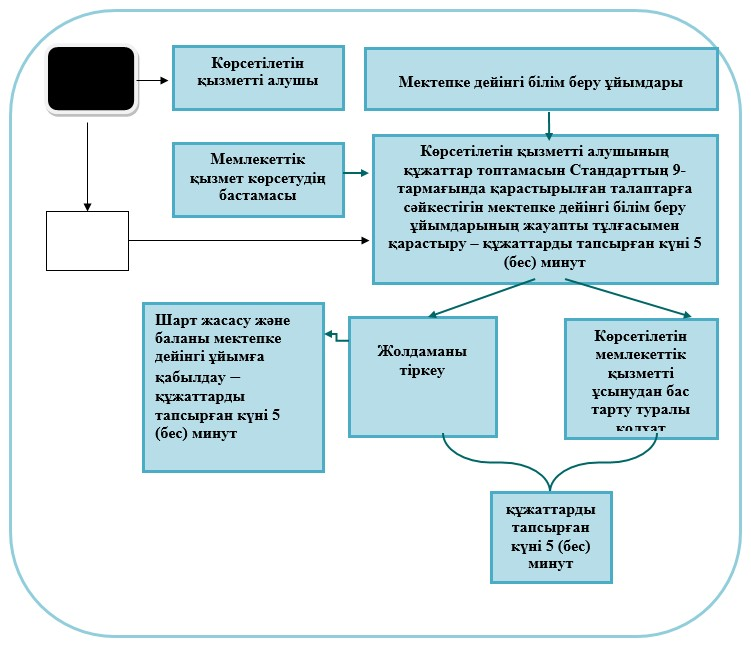 Көрсетілетін
қызметті алушы
Мектепке дейінгі білім беру ұйымдары
Мемлекеттік
қызмет көрсетудің
бастамасы
Көрсетілетін қызметті алушының
құжаттар топтамасын Стандарттың 9-
тармағында қарастырылған талаптарға
сәйкестігін мектепке дейінгі білім беру
ұйымдарының жауапты тұлғасымен
қарастыру – құжаттарды тапсырған күні 5
(бес) минут
Шарт жасасу және
баланы мектепке
дейінгі ұйымға
қабылдау –
құжаттарды
тапсырған күні 5
(бес) минут
Жолдаманы
тіркеу
Көрсетілетін
мемлекеттік
қызметті
ұсынудан бас
тарту туралы
қолхат
құжаттарды
тапсырған
күні 5 (бес)
минут